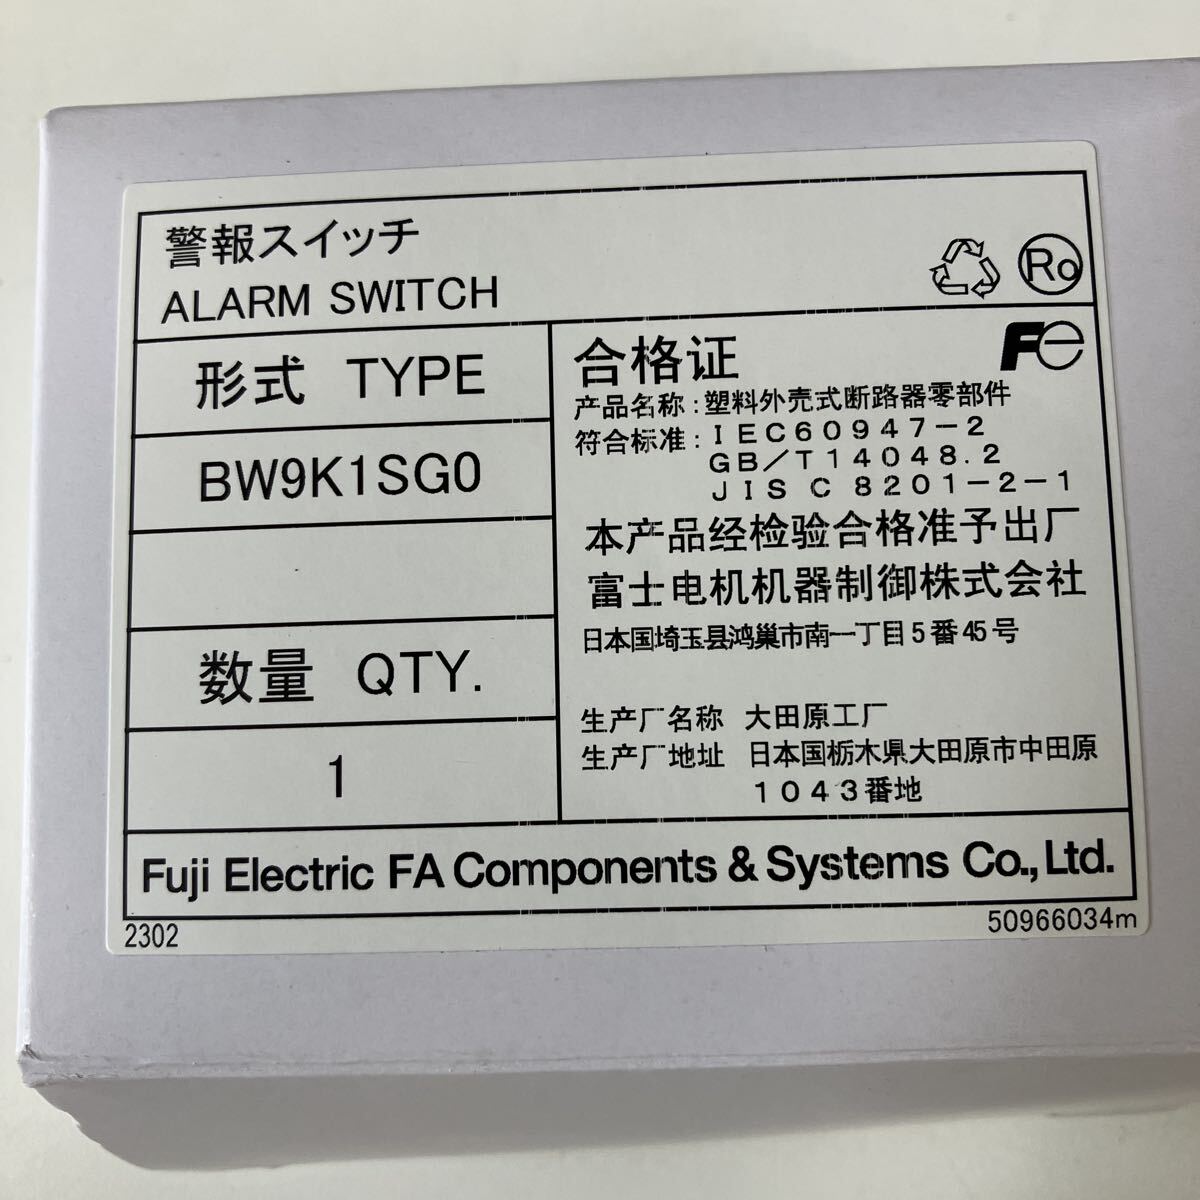 警報スイッチ
ALARM SWITCH
Ro
形式 TYPE
BW9K1SG0
数量 QTY.
1
Fe
合格证
产品名称:塑料外壳式断路器零部件
符合标准:IEC60947-2
GB/T14048.2
JIS C 8201-2-1
本产品经检验合格准予出厂
富士电机机器制御株式会社
日本国埼玉县鸿巢市南一丁目5番45号
生产厂名称 大田原工厂
生产厂地址 日本国栃木県大田原市中田原
1043番地
Fuji Electric FA Components & Systems Co., Ltd.
2302
50966034m